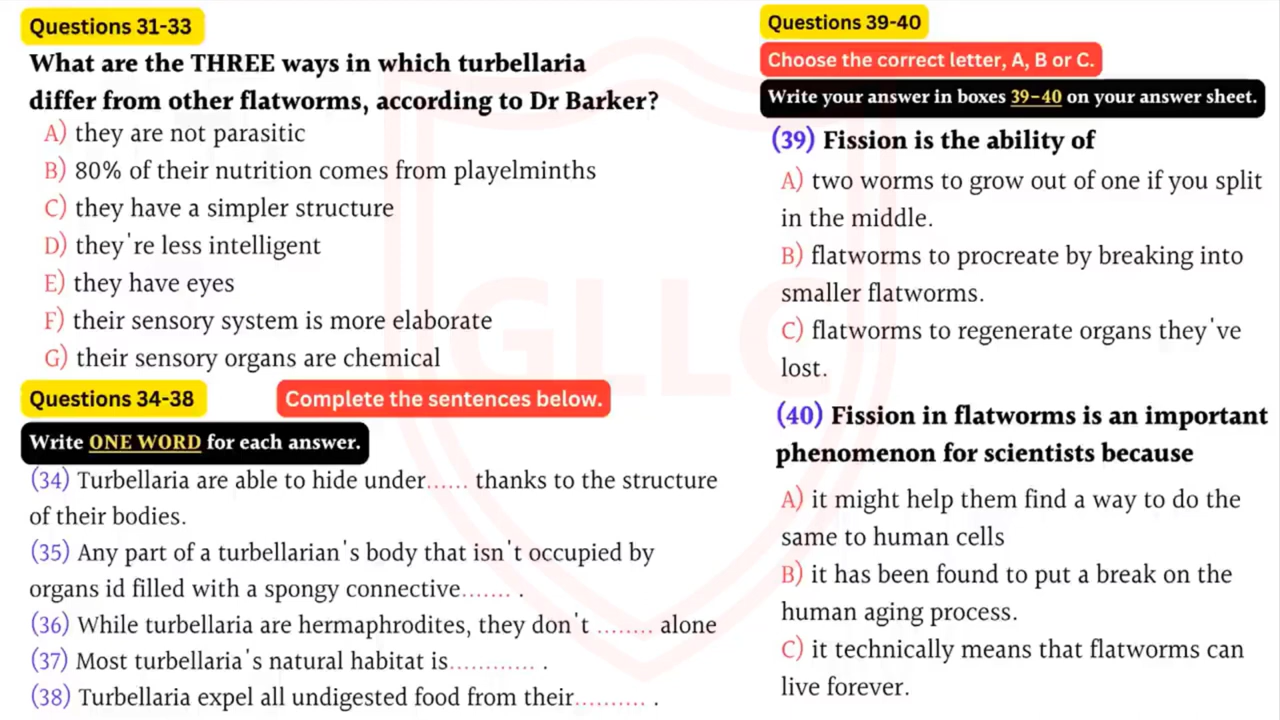 Questions 31-33
What are the THREE ways in which turbellaria
differ from other flatworms, according to Dr Barker?
A) they are not parasitic
B) 80% of their nutrition comes from playelminths
C) they have a simpler structure
D) they're less intelligent
E) they have eyes
F) their sensory system is more elaborate
G) their sensory organs are chemical
Questions 34-38
Complete the sentences below.
Write ONE WORD for each answer.
(34) Turbellaria are able to hide under...... thanks to the structure
of their bodies.
(35) Any part of a turbellarian's body that isn't occupied by
organs id filled with a spongy connective....... .
(36) While turbellaria are hermaphrodites, they don't ........ alone
(37) Most turbellaria's natural habitat is............ .
(38) Turbellaria expel all undigested food from their.......... .
Questions 39-40
Choose the correct letter, A, B or C.
Write your answer in boxes 39–40 on your answer sheet.
(39) Fission is the ability of
A) two worms to grow out of one if you split
in the middle.
B) flatworms to procreate by breaking into
smaller flatworms.
C) flatworms to regenerate organs they've
lost.
(40) Fission in flatworms is an important
phenomenon for scientists because
A) it might help them find a way to do the
same to human cells
B) it has been found to put a break on the
human aging process.
C) it technically means that flatworms can
live forever.
GLLC